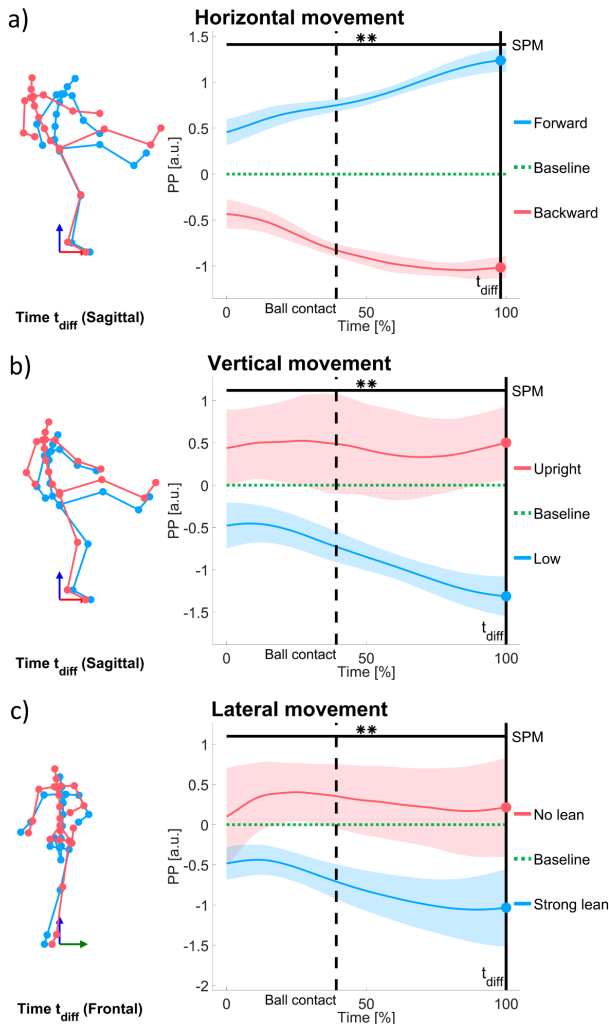 a)
Horizontal movement
1.5
1
0.5
0
-0.5
-1
PP [a.u.]
**
SPM
Forward
Baseline
Backward
t_diff
0
Ball contact
50
100
Time [%]
Time t_diff (Sagittal)
b)
Vertical movement
1
0.5
0
-0.5
-1
-1.5
PP [a.u.]
**
SPM
Upright
Baseline
Low
t_diff
0
Ball contact
50
100
Time [%]
Time t_diff (Sagittal)
c)
Lateral movement
1
0.5
0
-0.5
-1
-1.5
-2
PP [a.u.]
**
SPM
No lean
Baseline
Strong lean
t_diff
0
Ball contact
50
100
Time [%]
Time t_diff (Frontal)